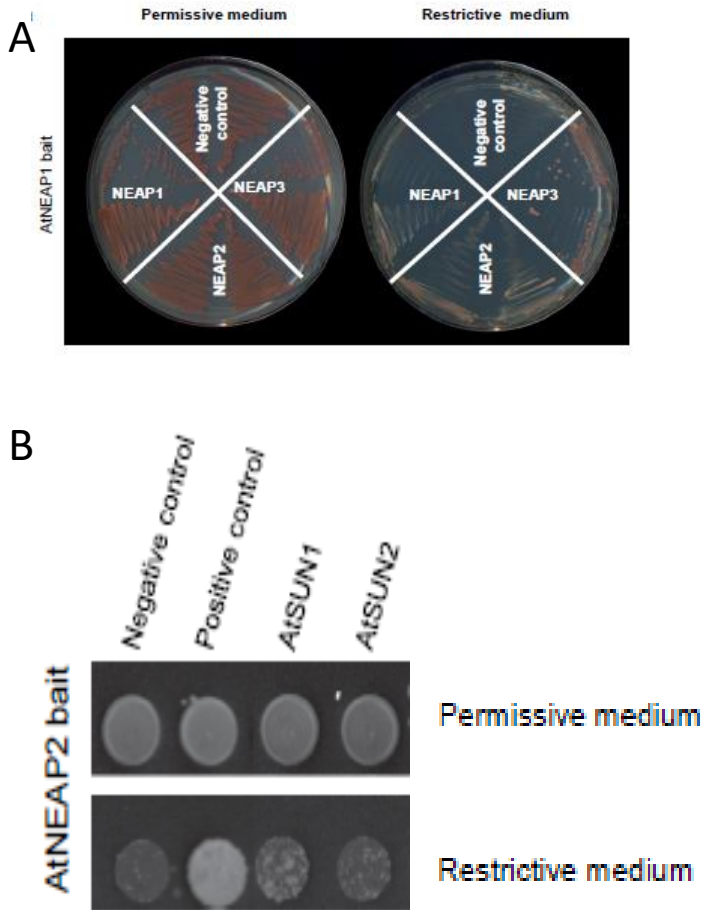 A
Permissive medium
Restrictive medium
AtNEAP1 bait
Negative
control
NEAP1
NEAP3
NEAP2
Negative
control
NEAP1
NEAP3
NEAP2
B
Negative control
Positive control
AtSUN1
AtSUN2
AtNEAP2 bait
Permissive medium
Restrictive medium